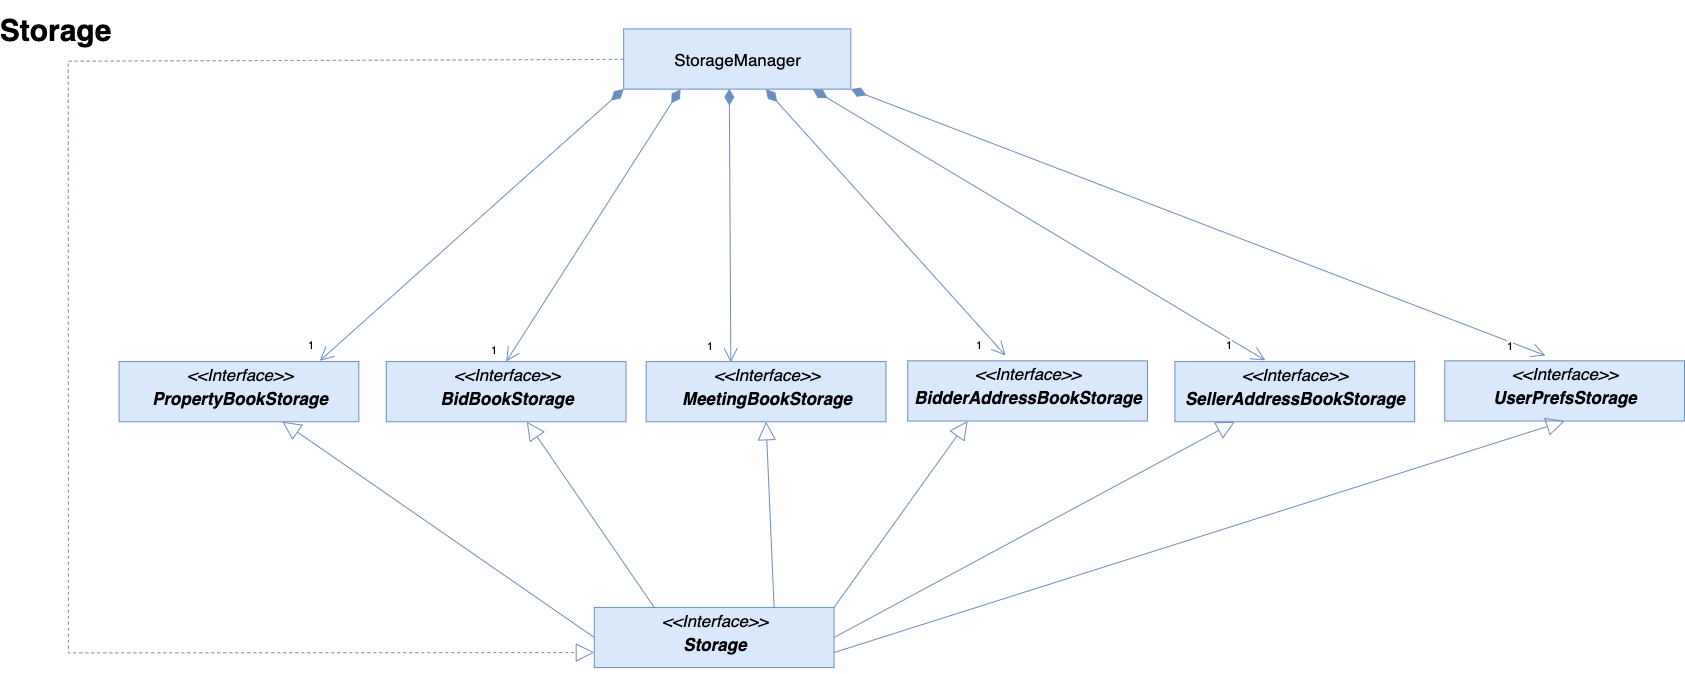 Storage
StorageManager
1
1
1
1
1
1
<<Interface>>
PropertyBookStorage
<<Interface>>
BidBookStorage
<<Interface>>
MeetingBookStorage
<<Interface>>
BidderAddressBookStorage
<<Interface>>
SellerAddressBookStorage
<<Interface>>
UserPrefsStorage
<<Interface>>
Storage